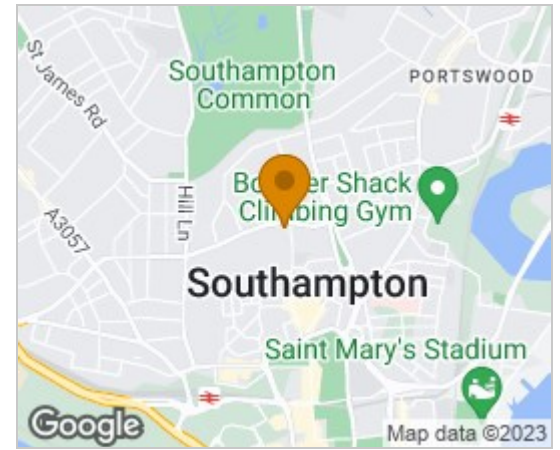 St James Rd
Southampton
Common
PORTSWOOD
A3057
Hill Ln
Shack
Climbing Gym
Southampton
Saint Mary's Stadium
Google
Map data ©2023